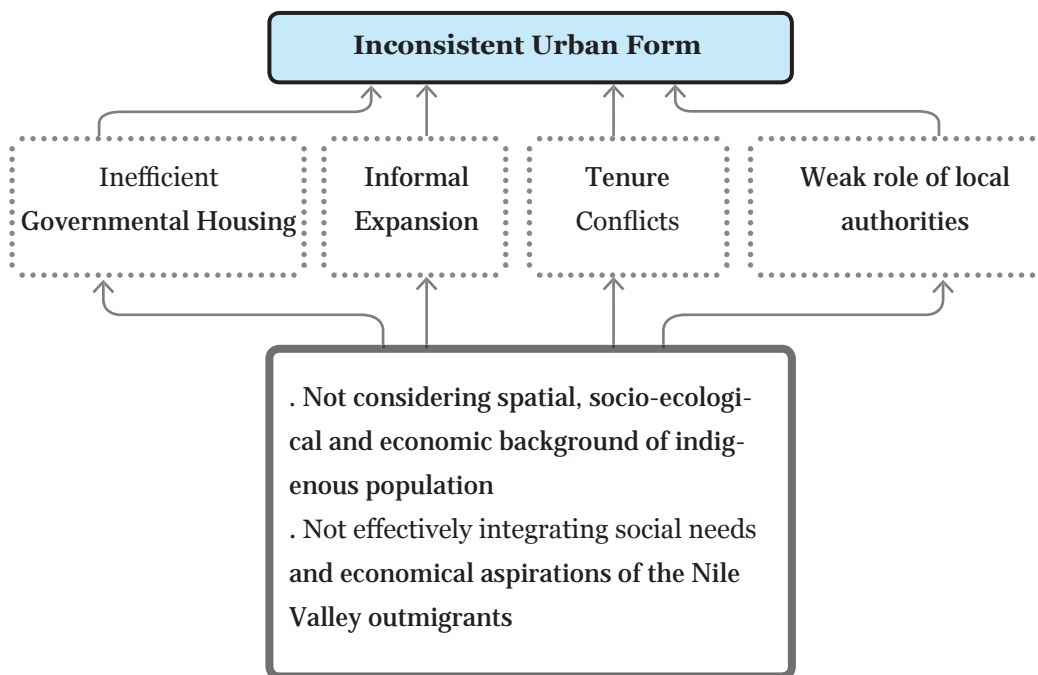 Inconsistent Urban Form
Inefficient
Governmental Housing
Informal
Expansion
Tenure
Conflicts
Weak role of local
authorities
. Not considering spatial, socio-ecologi-
cal and economic background of indig-
enous population
. Not effectively integrating social needs
and economical aspirations of the Nile
Valley outmigrants